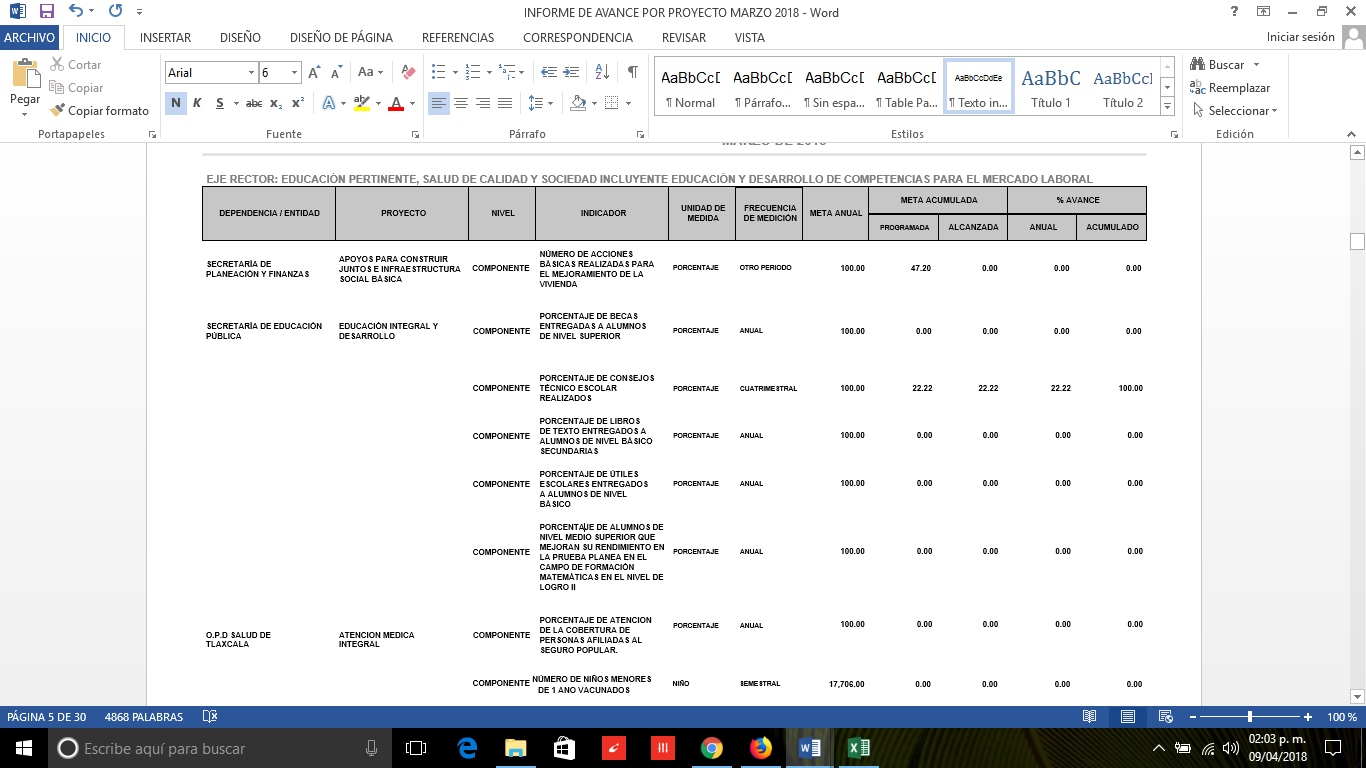 INFORME DE AVANCE POR PROYECTO MARZO 2018 - Word
ARCHIVO INICIO INSERTAR DISEÑO DISEÑO DE PÁGINA REFERENCIAS CORRESPONDENCIA REVISAR VISTA Iniciar sesión
Pegar
Cortar
Copiar
Copiar formato
Portapapeles
Arial 6
N K S abc x₂ x²
Fuente
Párrafo
AaBbCcI AaBbCcI AaBbCcI AaBbCcI AaBbCcDdEe AaBbC AaBbCcI
¶ Normal ¶ Párrafo... ¶ Sin espa... ¶ Table Pa... ¶ Texto in... Título 1 Título 2
Estilos
Buscar
Reemplazar
Seleccionar
Edición
EJE RECTOR: EDUCACIÓN PERTINENTE, SALUD DE CALIDAD Y SOCIEDAD INCLUYENTE EDUCACIÓN Y DESARROLLO DE COMPETENCIAS PARA EL MERCADO LABORAL
DEPENDENCIA / ENTIDAD PROYECTO NIVEL INDICADOR UNIDAD DE MEDIDA FRECUENCIA DE MEDICIÓN META ANUAL META ACUMULADA % AVANCE
PROGRAMADA ALCANZADA ANUAL ACUMULADO
SECRETARÍA DE
PLANEACIÓN Y FINANZAS
APOYOS PARA CONSTRUIR
JUNTOS E INFRAESTRUCTURA
SOCIAL BÁSICA
COMPONENTE
NÚMERO DE ACCIONES
BÁSICAS REALIZADAS PARA
EL MEJORAMIENTO DE LA
VIVIENDA
PORCENTAJE OTRO PERIODO 100.00 47.20 0.00 0.00 0.00
SECRETARÍA DE EDUCACIÓN
PÚBLICA
EDUCACIÓN INTEGRAL Y
DESARROLLO
COMPONENTE
PORCENTAJE DE BECAS
ENTREGADAS A ALUMNOS
DE NIVEL SUPERIOR
PORCENTAJE ANUAL 100.00 0.00 0.00 0.00 0.00
COMPONENTE
PORCENTAJE DE CONSEJOS
TÉCNICO ESCOLAR
REALIZADOS
PORCENTAJE CUATRIMESTRAL 100.00 22.22 22.22 22.22 100.00
COMPONENTE
PORCENTAJE DE LIBROS
DE TEXTO ENTREGADOS A
ALUMNOS DE NIVEL BÁSICO
SECUNDARIAS
PORCENTAJE ANUAL 100.00 0.00 0.00 0.00 0.00
COMPONENTE
PORCENTAJE DE ÚTILES
ESCOLARES ENTREGADOS
A ALUMNOS DE NIVEL
BÁSICO
PORCENTAJE ANUAL 100.00 0.00 0.00 0.00 0.00
COMPONENTE
PORCENTAJE DE ALUMNOS DE
NIVEL MEDIO SUPERIOR QUE
MEJORAN SU RENDIMIENTO EN
LA PRUEBA PLANEA EN EL
CAMPO DE FORMACIÓN
MATEMÁTICAS EN EL NIVEL DE
LOGRO II
PORCENTAJE ANUAL 100.00 0.00 0.00 0.00 0.00
O.P.D SALUD DE
TLAXCALA
ATENCION MEDICA
INTEGRAL
COMPONENTE
PORCENTAJE DE ATENCION
DE LA COBERTURA DE
PERSONAS AFILIADAS AL
SEGURO POPULAR.
PORCENTAJE ANUAL 100.00 0.00 0.00 0.00 0.00
COMPONENTE
NÚMERO DE NIÑOS MENORES
DE 1 ANO VACUNADOS
NIÑO SEMESTRAL 17,706.00 0.00 0.00 0.00 0.00
PÁGINA 5 DE 30 4868 PALABRAS 100 %
Escribe aquí para buscar
02:03 p. m.
09/04/2018